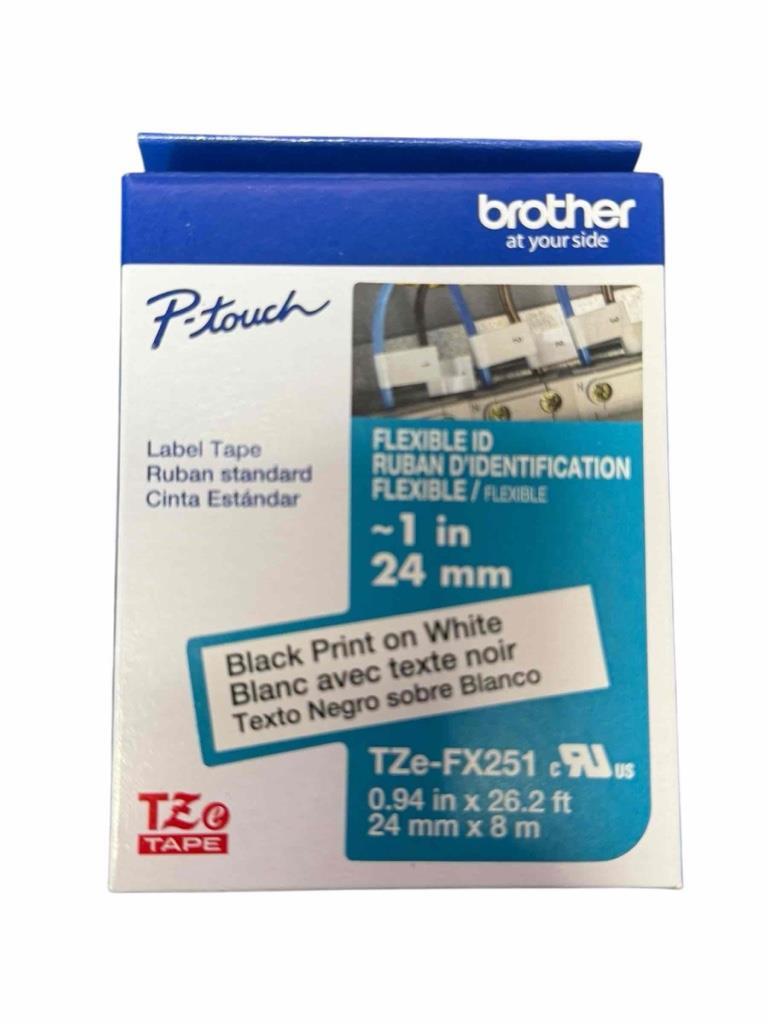 brother
at your side
P-touch
Label Tape
Ruban standard
Cinta Estándar
FLEXIBLE ID
RUBAN D'IDENTIFICATION
FLEXIBLE / FLEXIBLE
~1 in
24 mm
Black Print on White
Blanc avec texte noir
Texto Negro sobre Blanco
TZe-FX251 c RU US
0.94 in x 26.2 ft
24 mm x 8 m
TZe
TAPE